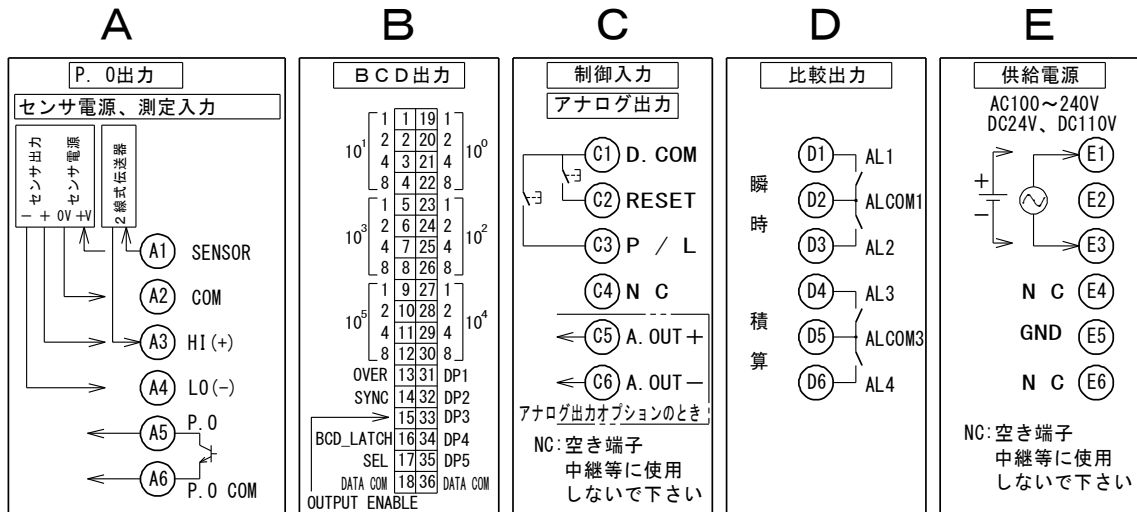 A
P. O出力
センサ電源、測定入力
センサ出力
センサ電源
2線式伝送器
− + 0V +V
A1 SENSOR
A2 COM
A3 HI(+)
A4 LO(−)
A5 P.O
A6 P.O COM
B
BCD出力
10¹ 10⁰
1 1 19 1
2 2 20 2
4 3 21 4
8 4 22 8
10³ 10²
1 5 23 1
2 6 24 2
4 7 25 4
8 8 26 8
10⁵ 10⁴
1 9 27 1
2 10 28 2
4 11 29 4
8 12 30 8
OVER 13 31 DP1
SYNC 14 32 DP2
15 33 DP3
BCD_LATCH 16 34 DP4
SEL 17 35 DP5
DATA COM 18 36 DATA COM
OUTPUT ENABLE
C
制御入力
アナログ出力
C1 D. COM
C2 RESET
C3 P / L
C4 N C
C5 A. OUT+
C6 A. OUT−
アナログ出力オプションのとき
NC:空き端子
中継等に使用
しないで下さい
D
比較出力
瞬時
D1 AL1
D2 ALCOM1
D3 AL2
積算
D4 AL3
D5 ALCOM3
D6 AL4
E
供給電源
AC100〜240V
DC24V、DC110V
+
−
E1
E2
E3
N C E4
GND E5
N C E6
NC:空き端子
中継等に使用
しないで下さい